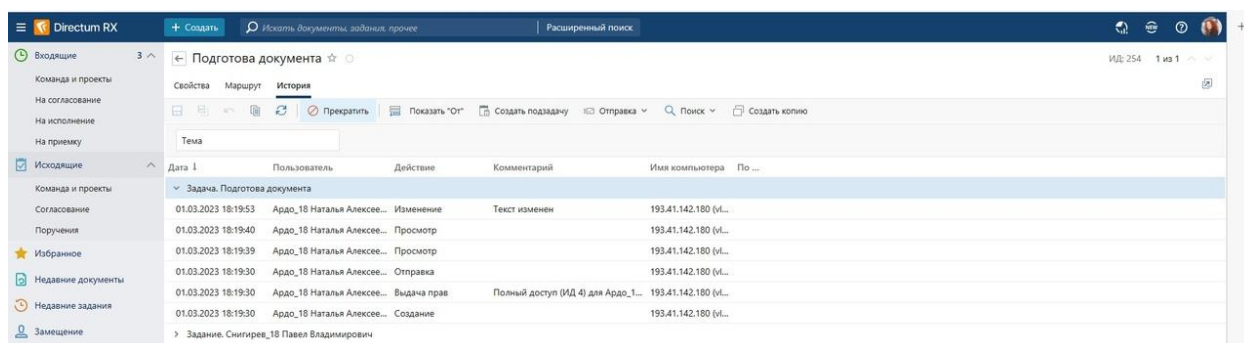 Directum RX
+ Создать
Искать документы, задания, прочее
Расширенный поиск
NEW
Входящие 3
Команда и проекты
На согласование
На исполнение
На приемку
Исходящие
Команда и проекты
Согласование
Поручения
Избранное
Недавние документы
Недавние задания
Замещение
Подготова документа
ИД: 254 1 из 1
Свойства Маршрут История
Прекратить Показать "От" Создать подзадачу Отправка Поиск Создать копию
Тема
Дата Пользователь Действие Комментарий Имя компьютера По ...
Задача. Подготова документа
01.03.2023 18:19:53 Ардо_18 Наталья Алексее... Изменение Текст изменен 193.41.142.180 (vl...
01.03.2023 18:19:40 Ардо_18 Наталья Алексее... Просмотр 193.41.142.180 (vl...
01.03.2023 18:19:39 Ардо_18 Наталья Алексее... Просмотр 193.41.142.180 (vl...
01.03.2023 18:19:30 Ардо_18 Наталья Алексее... Отправка 193.41.142.180 (vl...
01.03.2023 18:19:30 Ардо_18 Наталья Алексее... Выдача прав Полный доступ (ИД 4) для Ардо_1... 193.41.142.180 (vl...
01.03.2023 18:19:30 Ардо_18 Наталья Алексее... Создание 193.41.142.180 (vl...
Задание. Снигирев_18 Павел Владимирович